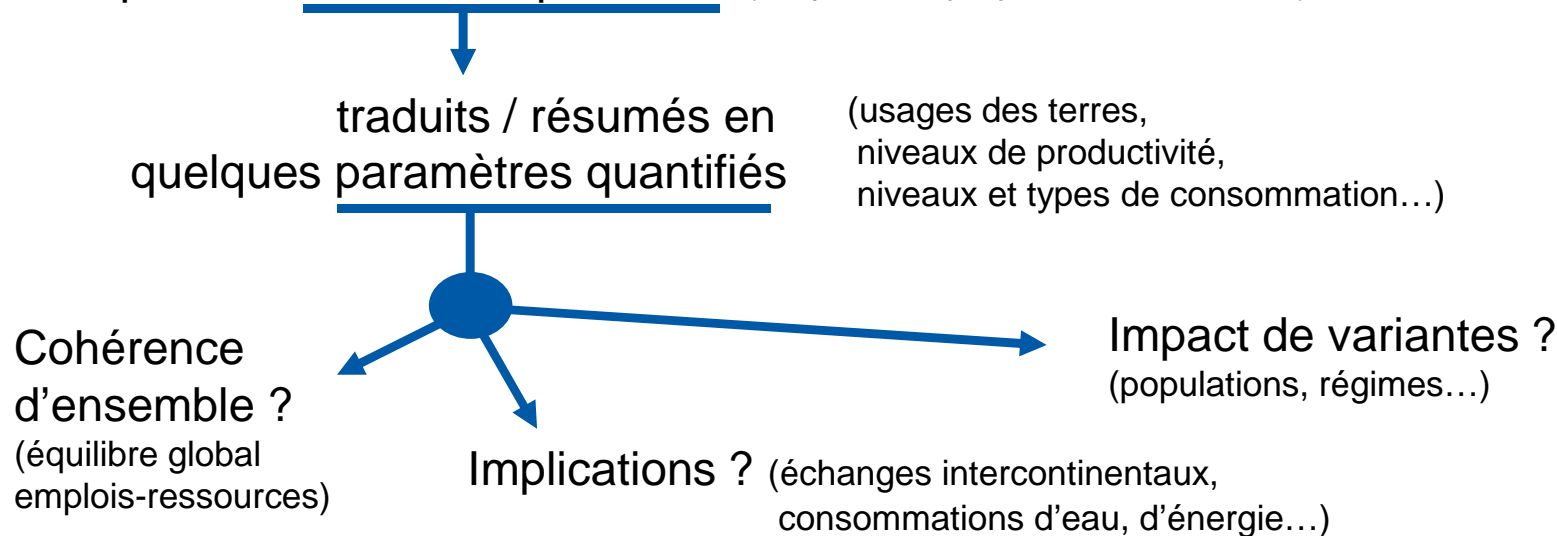 traduits / résumés en
quelques paramètres quantifiés
(usages des terres,
niveaux de productivité,
niveaux et types de consommation…)
Cohérence
d'ensemble ?
(équilibre global
emplois-ressources)
Implications ? (échanges intercontinentaux,
consommations d'eau, d'énergie…)
Impact de variantes ?
(populations, régimes…)